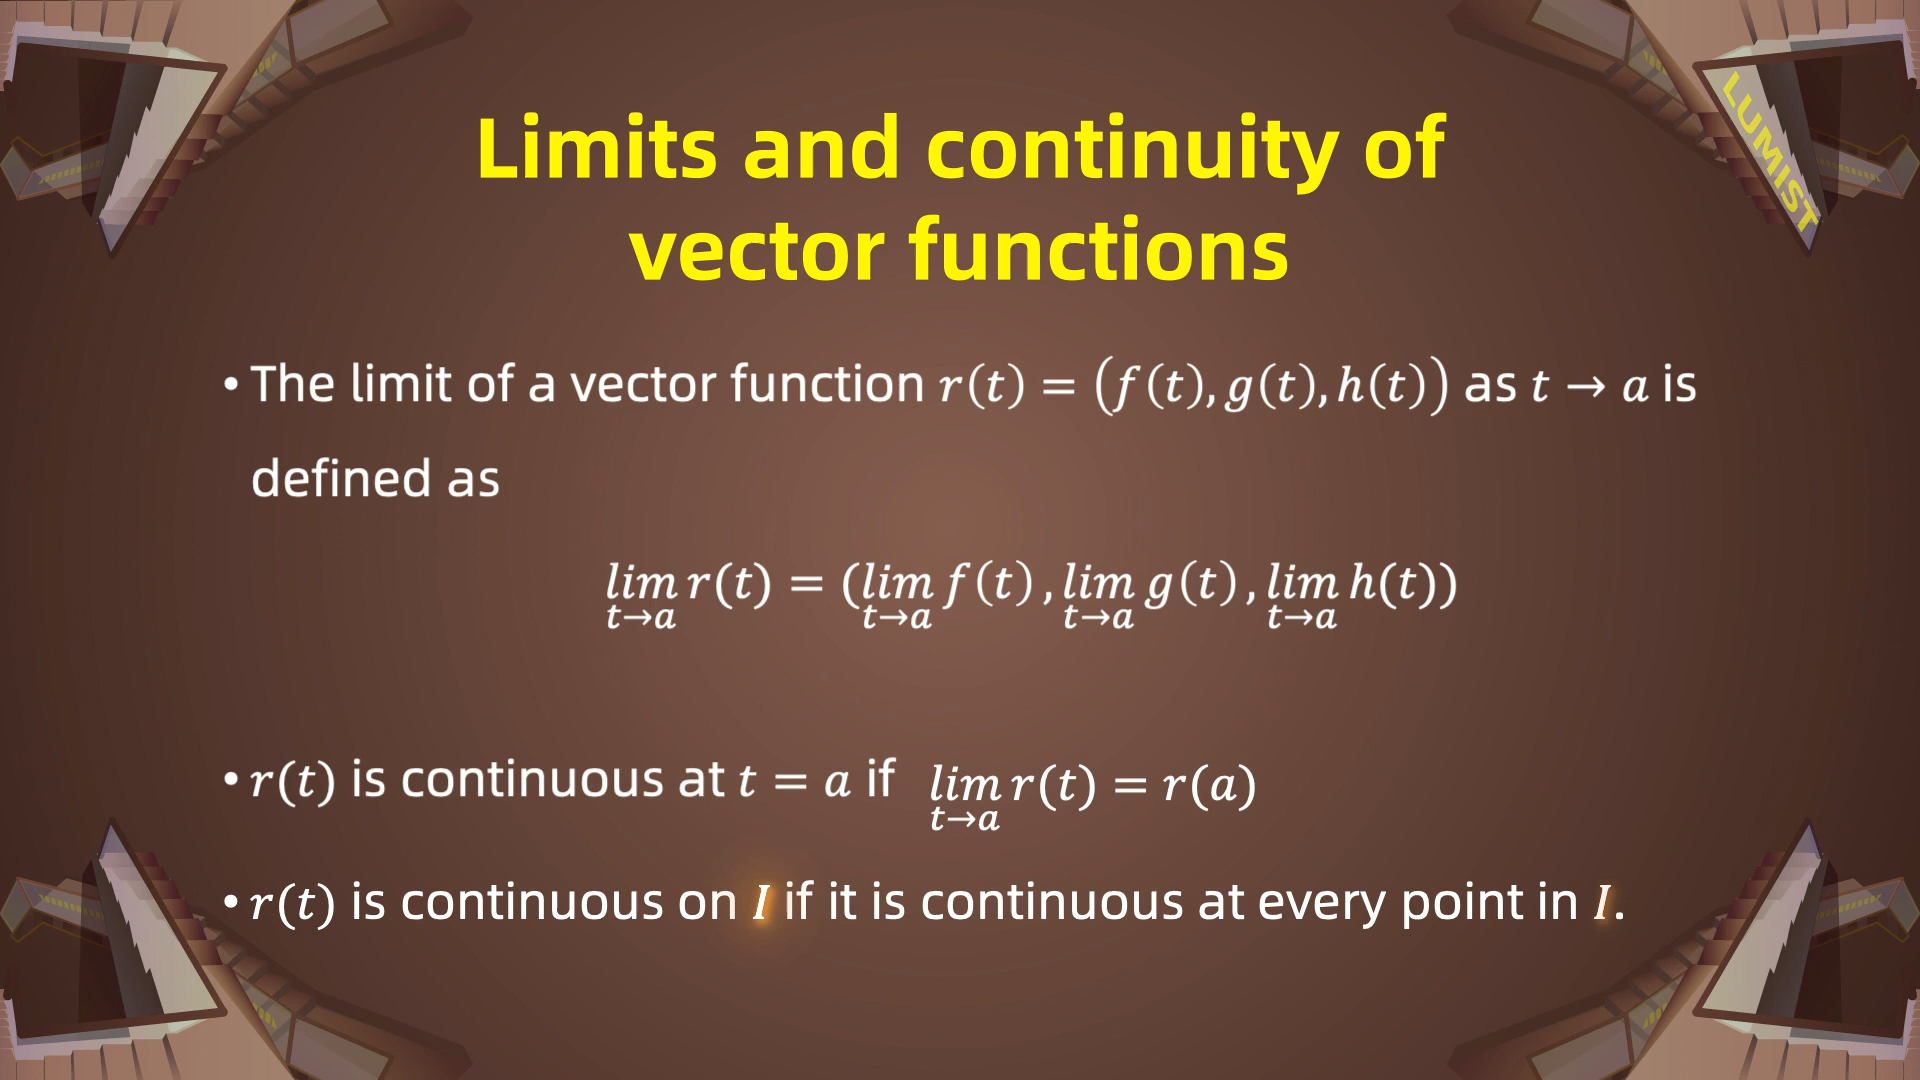 LUMIST
Limits and continuity of
vector functions
• The limit of a vector function r(t) = (f(t), g(t), h(t)) as t → a is
defined as
lim r(t) = (lim f(t), lim g(t), lim h(t))
t→a t→a t→a t→a
• r(t) is continuous at t = a if lim r(t) = r(a)
t→a
• r(t) is continuous on I if it is continuous at every point in I.